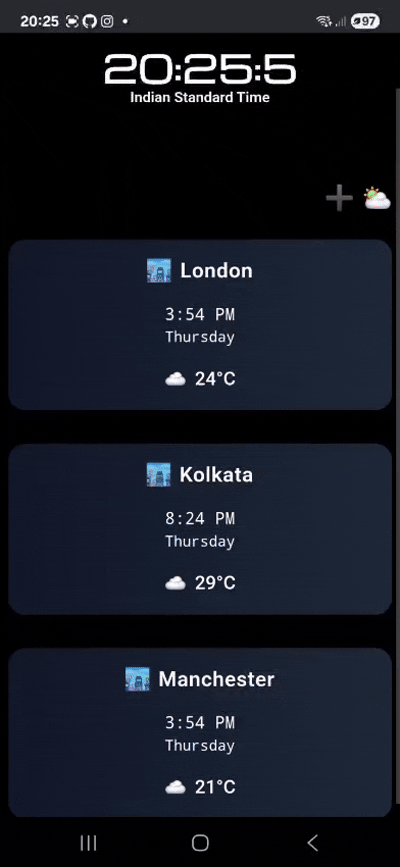 20:25
97
20:25:5
Indian Standard Time
London
3:54 PM
Thursday
24°C
Kolkata
8:24 PM
Thursday
29°C
Manchester
3:54 PM
Thursday
21°C